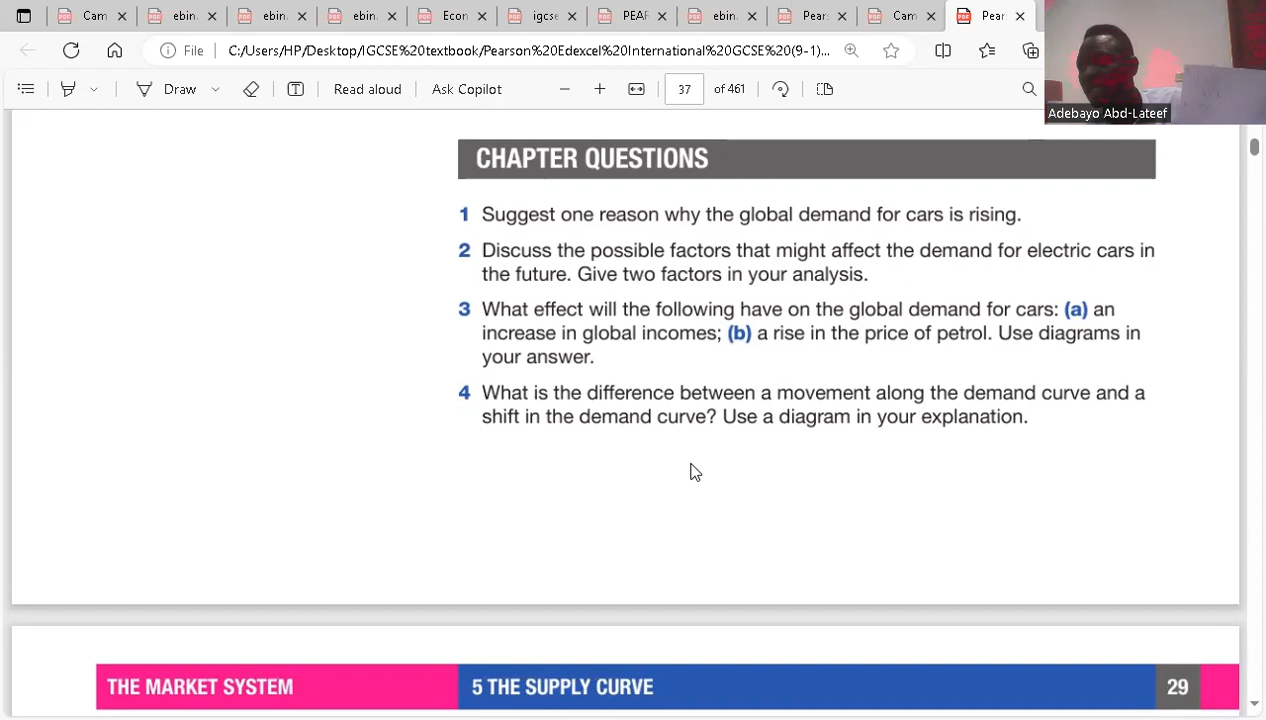 Cam
ebin
ebin
ebin
Econ
igcse
PEAR
ebin
Pears
Cam
Pear
File
C:/Users/HP/Desktop/IGCSE%20textbook/Pearson%20Edexcel%20International%20GCSE%20(9-1)...
Draw
Read aloud
Ask Copilot
37
of 461
Adebayo Abd-Lateef
CHAPTER QUESTIONS
1 Suggest one reason why the global demand for cars is rising.
2 Discuss the possible factors that might affect the demand for electric cars in
the future. Give two factors in your analysis.
3 What effect will the following have on the global demand for cars: (a) an
increase in global incomes; (b) a rise in the price of petrol. Use diagrams in
your answer.
4 What is the difference between a movement along the demand curve and a
shift in the demand curve? Use a diagram in your explanation.
THE MARKET SYSTEM
5 THE SUPPLY CURVE
29